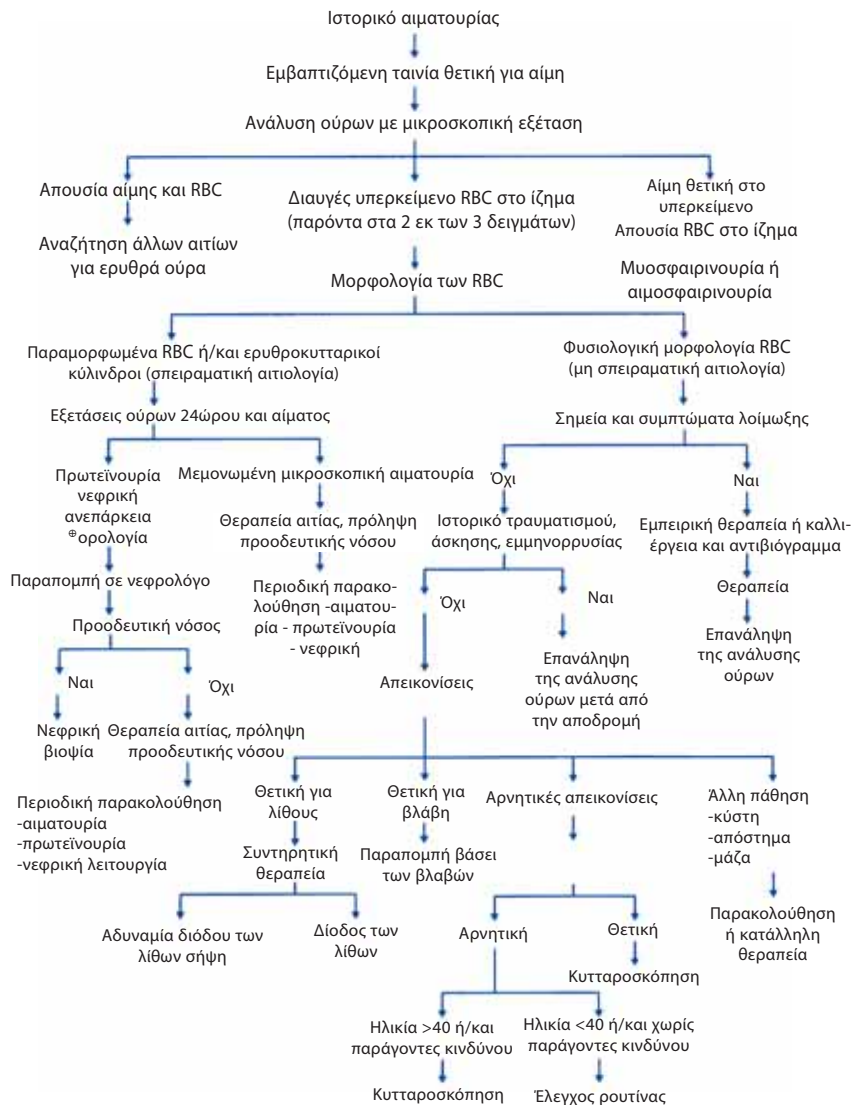 Ιστορικό αιματουρίας
Εμβαπτιζόμενη ταινία θετική για αίμη
Ανάλυση ούρων με μικροσκοπική εξέταση
Απουσία αίμης και RBC
Αναζήτηση άλλων αιτίων
για ερυθρά ούρα
Διαυγές υπερκείμενο RBC στο ίζημα
(παρόντα στα 2 εκ των 3 δειγμάτων)
Αίμη θετική στο
υπερκείμενο
Απουσία RBC στο ίζημα
Μυοσφαιρινουρία ή
αιμοσφαιρινουρία
Μορφολογία των RBC
Παραμορφωμένα RBC ή/και ερυθροκυτταρικοί
κύλινδροι (σπειραματική αιτιολογία)
Φυσιολογική μορφολογία RBC
(μη σπειραματική αιτιολογία)
Εξετάσεις ούρων 24ώρου και αίματος
Σημεία και συμπτώματα λοίμωξης
Πρωτεϊνουρία
νεφρική
ανεπάρκεια
⊕ορολογία
Μεμονωμένη μικροσκοπική αιματουρία
Όχι
Ναι
Θεραπεία αιτίας, πρόληψη
προοδευτικής νόσου
Ιστορικό τραυματισμού,
άσκησης, εμμηνορρυσίας
Εμπειρική θεραπεία ή καλλι-
έργεια και αντιβιόγραμμα
Παραπομπή σε νεφρολόγο
Περιοδική παρακο-
λούθηση -αιματου-
ρία - πρωτεϊνουρία
- νεφρική
Όχι
Ναι
Θεραπεία
Προοδευτική νόσος
Επανάληψη
της ανάλυσης
ούρων
Ναι
Όχι
Απεικονίσεις
Επανάληψη
της ανάλυσης
ούρων μετά από
την αποδρομή
Νεφρική
βιοψία
Θεραπεία αιτίας, πρόληψη
προοδευτικής νόσου
Περιοδική παρακολούθηση
-αιματουρία
-πρωτεϊνουρία
-νεφρική λειτουργία
Θετική για
λίθους
Θετική για
βλάβη
Αρνητικές απεικονίσεις
Άλλη πάθηση
-κύστη
-απόστημα
-μάζα
Συντηρητική
θεραπεία
Παραπομπή βάσει
των βλαβών
Αδυναμία διόδου των
λίθων σήψη
Δίοδος των
λίθων
Αρνητική
Θετική
Παρακολούθηση
ή κατάλληλη
θεραπεία
Κυτταροσκόπηση
Ηλικία >40 ή/και
παράγοντες κινδύνου
Ηλικία <40 ή/και χωρίς
παράγοντες κινδύνου
Κυτταροσκόπηση
Έλεγχος ρουτίνας